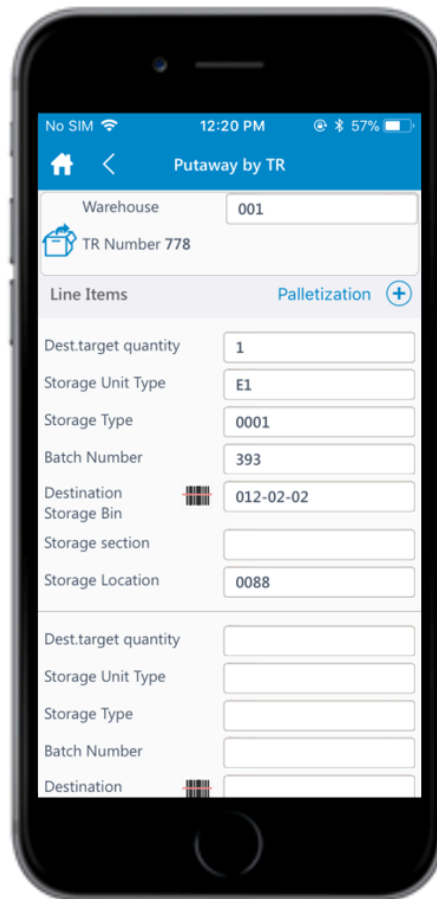 No SIM 12:20 PM 57%
Putaway by TR
Warehouse 001
TR Number 778
Line Items Palletization
Dest.target quantity 1
Storage Unit Type E1
Storage Type 0001
Batch Number 393
Destination 012-02-02
Storage Bin
Storage section
Storage Location 0088
Dest.target quantity
Storage Unit Type
Storage Type
Batch Number
Destination